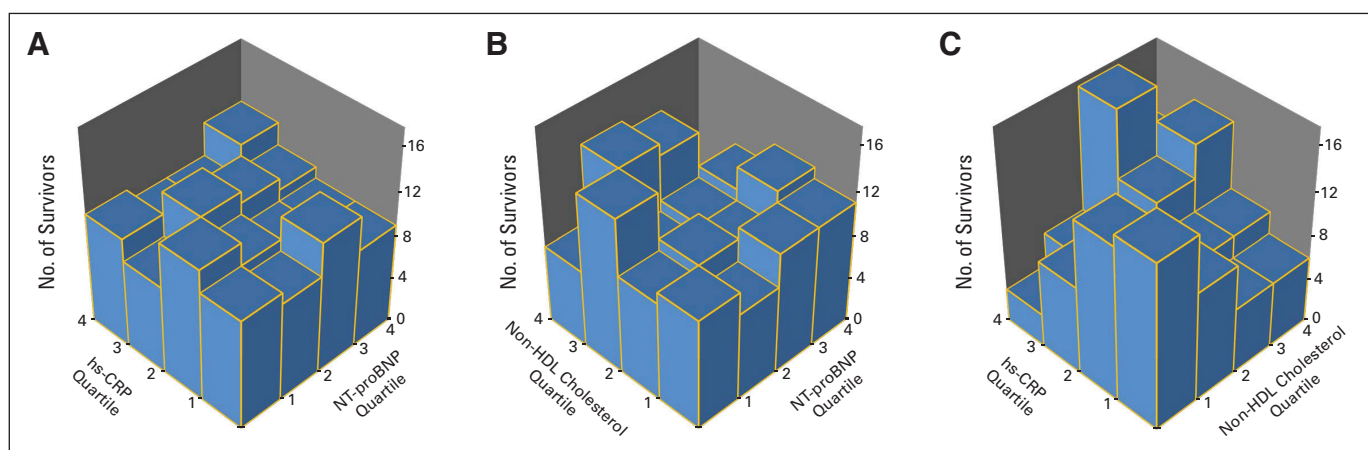 A
No. of Survivors
16
12
8
4
0
4
3
2
1
hs-CRP
Quartile
1
2
3
4
NT-proBNP
Quartile
B
No. of Survivors
16
12
8
4
0
4
3
2
1
Non-HDL Cholesterol
Quartile
1
2
3
4
NT-proBNP
Quartile
C
No. of Survivors
16
12
8
4
0
4
3
2
1
hs-CRP
Quartile
1
2
3
4
Non-HDL Cholesterol
Quartile